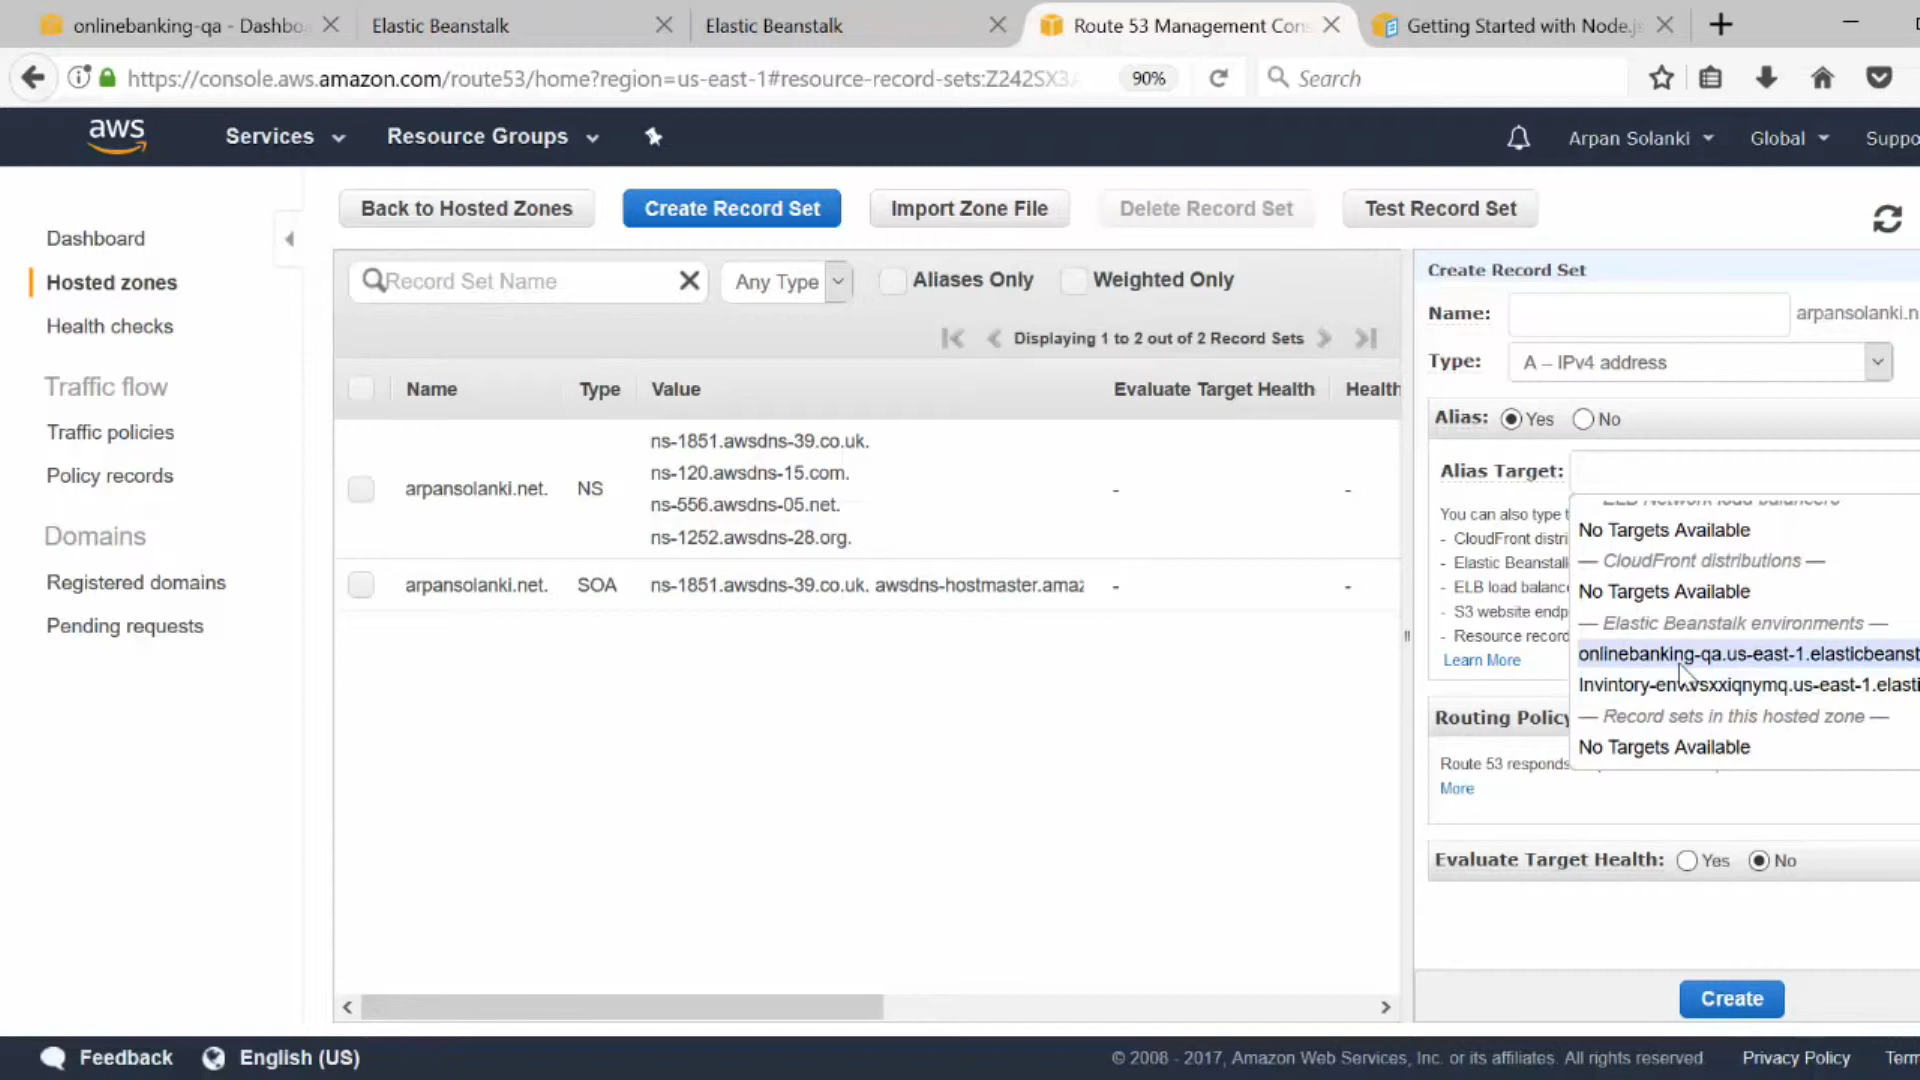 onlinebanking-qa - Dashbo
Elastic Beanstalk
Elastic Beanstalk
Route 53 Management Con
Getting Started with Node.js
https://console.aws.amazon.com/route53/home?region=us-east-1#resource-record-sets:Z242SX3
90%
Search
aws
Services
Resource Groups
Arpan Solanki
Global
Suppo
Dashboard
Hosted zones
Health checks
Traffic flow
Traffic policies
Policy records
Domains
Registered domains
Pending requests
Back to Hosted Zones
Create Record Set
Import Zone File
Delete Record Set
Test Record Set
Record Set Name
Any Type
Aliases Only
Weighted Only
Displaying 1 to 2 out of 2 Record Sets
Name Type Value Evaluate Target Health Health
arpansolanki.net. NS
ns-1851.awsdns-39.co.uk.
ns-120.awsdns-15.com.
ns-556.awsdns-05.net.
ns-1252.awsdns-28.org.
- -
arpansolanki.net. SOA ns-1851.awsdns-39.co.uk. awsdns-hostmaster.amaz - -
Create Record Set
Name: arpansolanki.n
Type: A – IPv4 address
Alias: Yes No
Alias Target:
You can also type t
- CloudFront distri
- Elastic Beanstalk
- ELB load balance
- S3 website endp
- Resource record
Learn More
ELB Network load balancers
No Targets Available
— CloudFront distributions —
No Targets Available
— Elastic Beanstalk environments —
onlinebanking-qa.us-east-1.elasticbeanst
Invintory-env.vsxxiqnymq.us-east-1.elasti
— Record sets in this hosted zone —
No Targets Available
Routing Policy
Route 53 responds
More
Evaluate Target Health: Yes No
Create
Feedback
English (US)
© 2008 - 2017, Amazon Web Services, Inc. or its affiliates. All rights reserved
Privacy Policy
Term